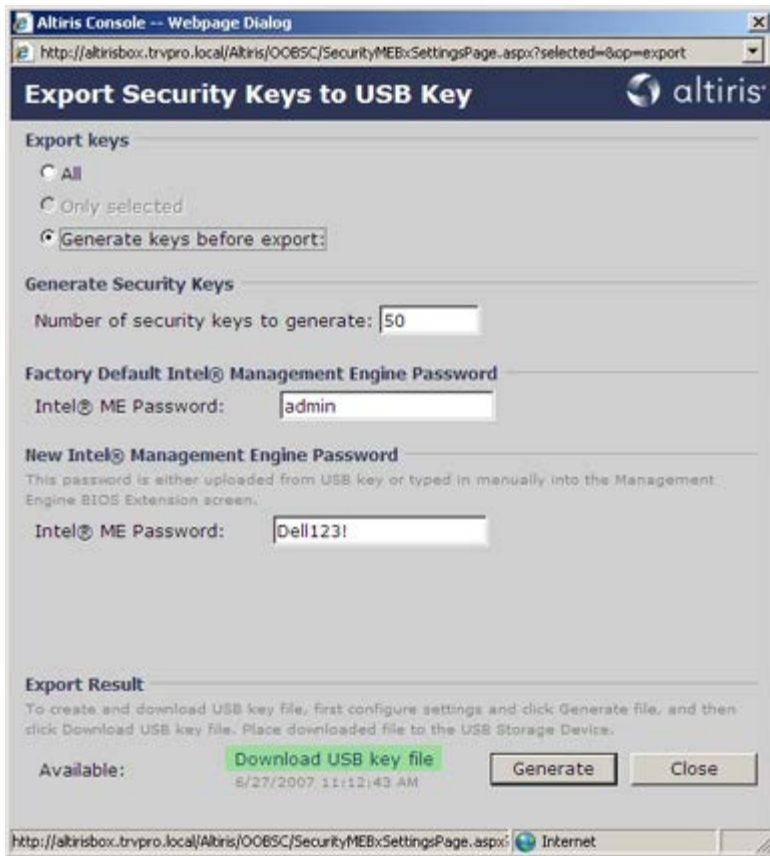 Altiris Console -- Webpage Dialog
http://altirisbox.trvpro.local/Altiris/OOBSC/SecurityMEBxSettingsPage.aspx?selected=&op=export
Export Security Keys to USB Key
altiris
Export keys
All
Only selected
Generate keys before export:
Generate Security Keys
Number of security keys to generate: 50
Factory Default Intel® Management Engine Password
Intel® ME Password: admin
New Intel® Management Engine Password
This password is either uploaded from USB key or typed in manually into the Management
Engine BIOS Extension screen.
Intel® ME Password: Dell123!
Export Result
To create and download USB key file, first configure settings and click Generate file, and then
click Download USB key file. Place downloaded file to the USB Storage Device.
Available: Download USB key file Generate Close
6/27/2007 11:12:43 AM
http://altirisbox.trvpro.local/Altiris/OOBSC/SecurityMEBxSettingsPage.aspx? Internet